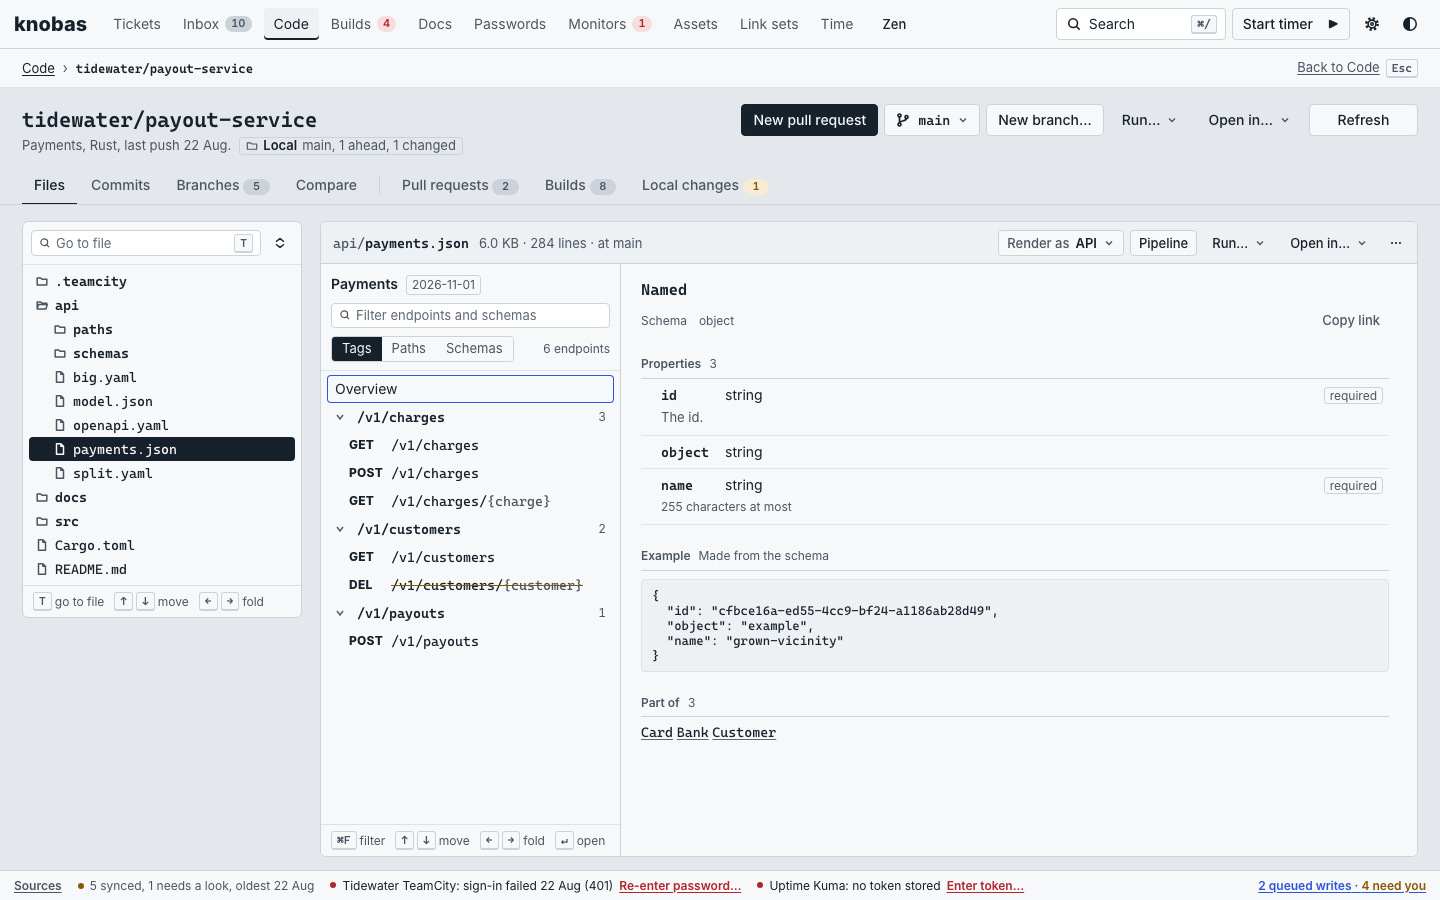 knobas Tickets Inbox 10 Code Builds 4 Docs Passwords Monitors 1 Assets Link sets Time Zen Search ⌘/ Start timer
Code › tidewater/payout-service Back to Code Esc
tidewater/payout-service New pull request main New branch... Run... Open in... Refresh
Payments, Rust, last push 22 Aug. Local main, 1 ahead, 1 changed
Files Commits Branches 5 Compare Pull requests 2 Builds 8 Local changes 1
Go to file T
.teamcity
api
paths
schemas
big.yaml
model.json
openapi.yaml
payments.json
split.yaml
docs
src
Cargo.toml
README.md
T go to file ↑ ↓ move ← → fold
api/payments.json 6.0 KB · 284 lines · at main Render as API Pipeline Run... Open in... ···
Payments 2026-11-01
Filter endpoints and schemas
Tags Paths Schemas 6 endpoints
Overview
/v1/charges 3
GET /v1/charges
POST /v1/charges
GET /v1/charges/{charge}
/v1/customers 2
GET /v1/customers
DEL /v1/customers/{customer}
/v1/payouts 1
POST /v1/payouts
⌘F filter ↑ ↓ move ← → fold ↵ open
Named
Schema object Copy link
Properties 3
id string required
The id.
object string
name string required
255 characters at most
Example Made from the schema
{
"id": "cfbce16a-ed55-4cc9-bf24-a1186ab28d49",
"object": "example",
"name": "grown-vicinity"
}
Part of 3
Card Bank Customer
Sources 5 synced, 1 needs a look, oldest 22 Aug Tidewater TeamCity: sign-in failed 22 Aug (401) Re-enter password... Uptime Kuma: no token stored Enter token... 2 queued writes · 4 need you